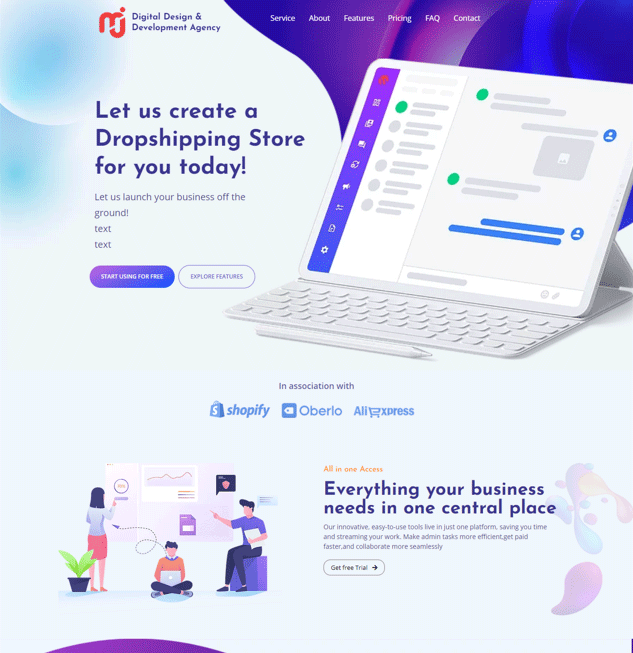 Digital Design &
Development Agency
Service About Features Pricing FAQ Contact
Let us create a
Dropshipping Store
for you today!
Let us launch your business off the
ground!
text
text
START USING FOR FREE
EXPLORE FEATURES
In association with
shopify
Oberlo
AliExpress
All in one Access
Everything your business
needs in one central place
Our innovative, easy-to-use tools live in just one platform, saving you time
and streaming your work. Make admin tasks more efficient,get paid
faster,and collaborate more seamlessly
Get free Trial